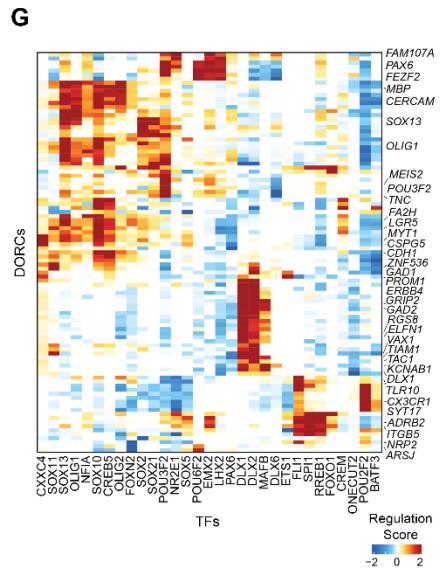 G
FAM107A
PAX6
FEZF2
MBP
CERCAM
SOX13
OLIG1
MEIS2
POU3F2
TNC
FA2H
LGR5
MYT1
CSPG5
CDH1
ZNF536
GAD1
PROM1
ERBB4
GRIP2
GAD2
RGS8
ELFN1
VAX1
TIAM1
TAC1
KCNAB1
DLX1
TLR10
CX3CR1
SYT17
ADRB2
ITGB5
NRP2
ARSJ
DORCs
CXXC4
SOX11
SOX13
OLIG1
NFIA
SOX10
CREB5
OLIG2
FOXN2
SOX2
SOX21
POU3F2
NR2E1
SOX5
POU6F2
EMX2
LHX2
PAX6
DLX1
DLX2
MAFB
DLX6
ETS1
FLI1
SPI1
RREB1
FOXO1
CREM
ONECUT2
POU2F2
BATF3
TFs
Regulation
Score
−2 0 2